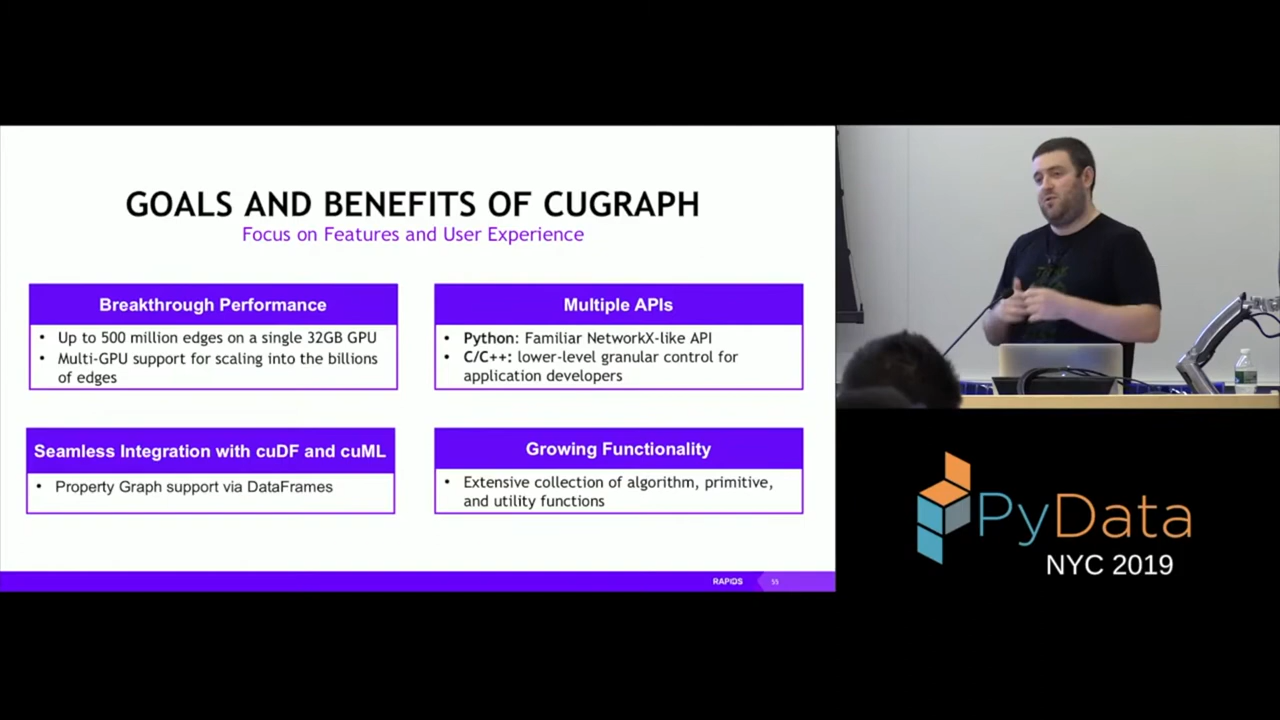 GOALS AND BENEFITS OF CUGRAPH
Focus on Features and User Experience
Breakthrough Performance
• Up to 500 million edges on a single 32GB GPU
• Multi-GPU support for scaling into the billions
of edges
Multiple APIs
• Python: Familiar NetworkX-like API
• C/C++: lower-level granular control for
application developers
Seamless Integration with cuDF and cuML
• Property Graph support via DataFrames
Growing Functionality
• Extensive collection of algorithm, primitive,
and utility functions
RAPIDS
55
PyData
NYC 2019